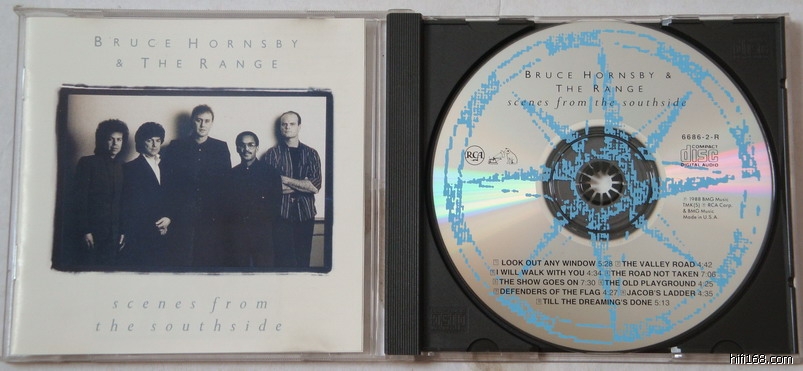 BRUCE HORNSBY
& THE RANGE
scenes from
the southside
BRUCE HORNSBY &
THE RANGE
scenes from the southside
6686-2-R
RCA
COMPACT
disc
DIGITAL AUDIO
℗ 1988 BMG Music
TMK(S) ® RCA Corp.
& BMG Music
Made in U.S.A.
LOOK OUT ANY WINDOW 5:28 THE VALLEY ROAD 4:42
I WILL WALK WITH YOU 4:34 THE ROAD NOT TAKEN 7:06
THE SHOW GOES ON 7:30 THE OLD PLAYGROUND 4:25
DEFENDERS OF THE FLAG 4:27 JACOB'S LADDER 4:35
TILL THE DREAMING'S DONE 5:13
hifi168.com